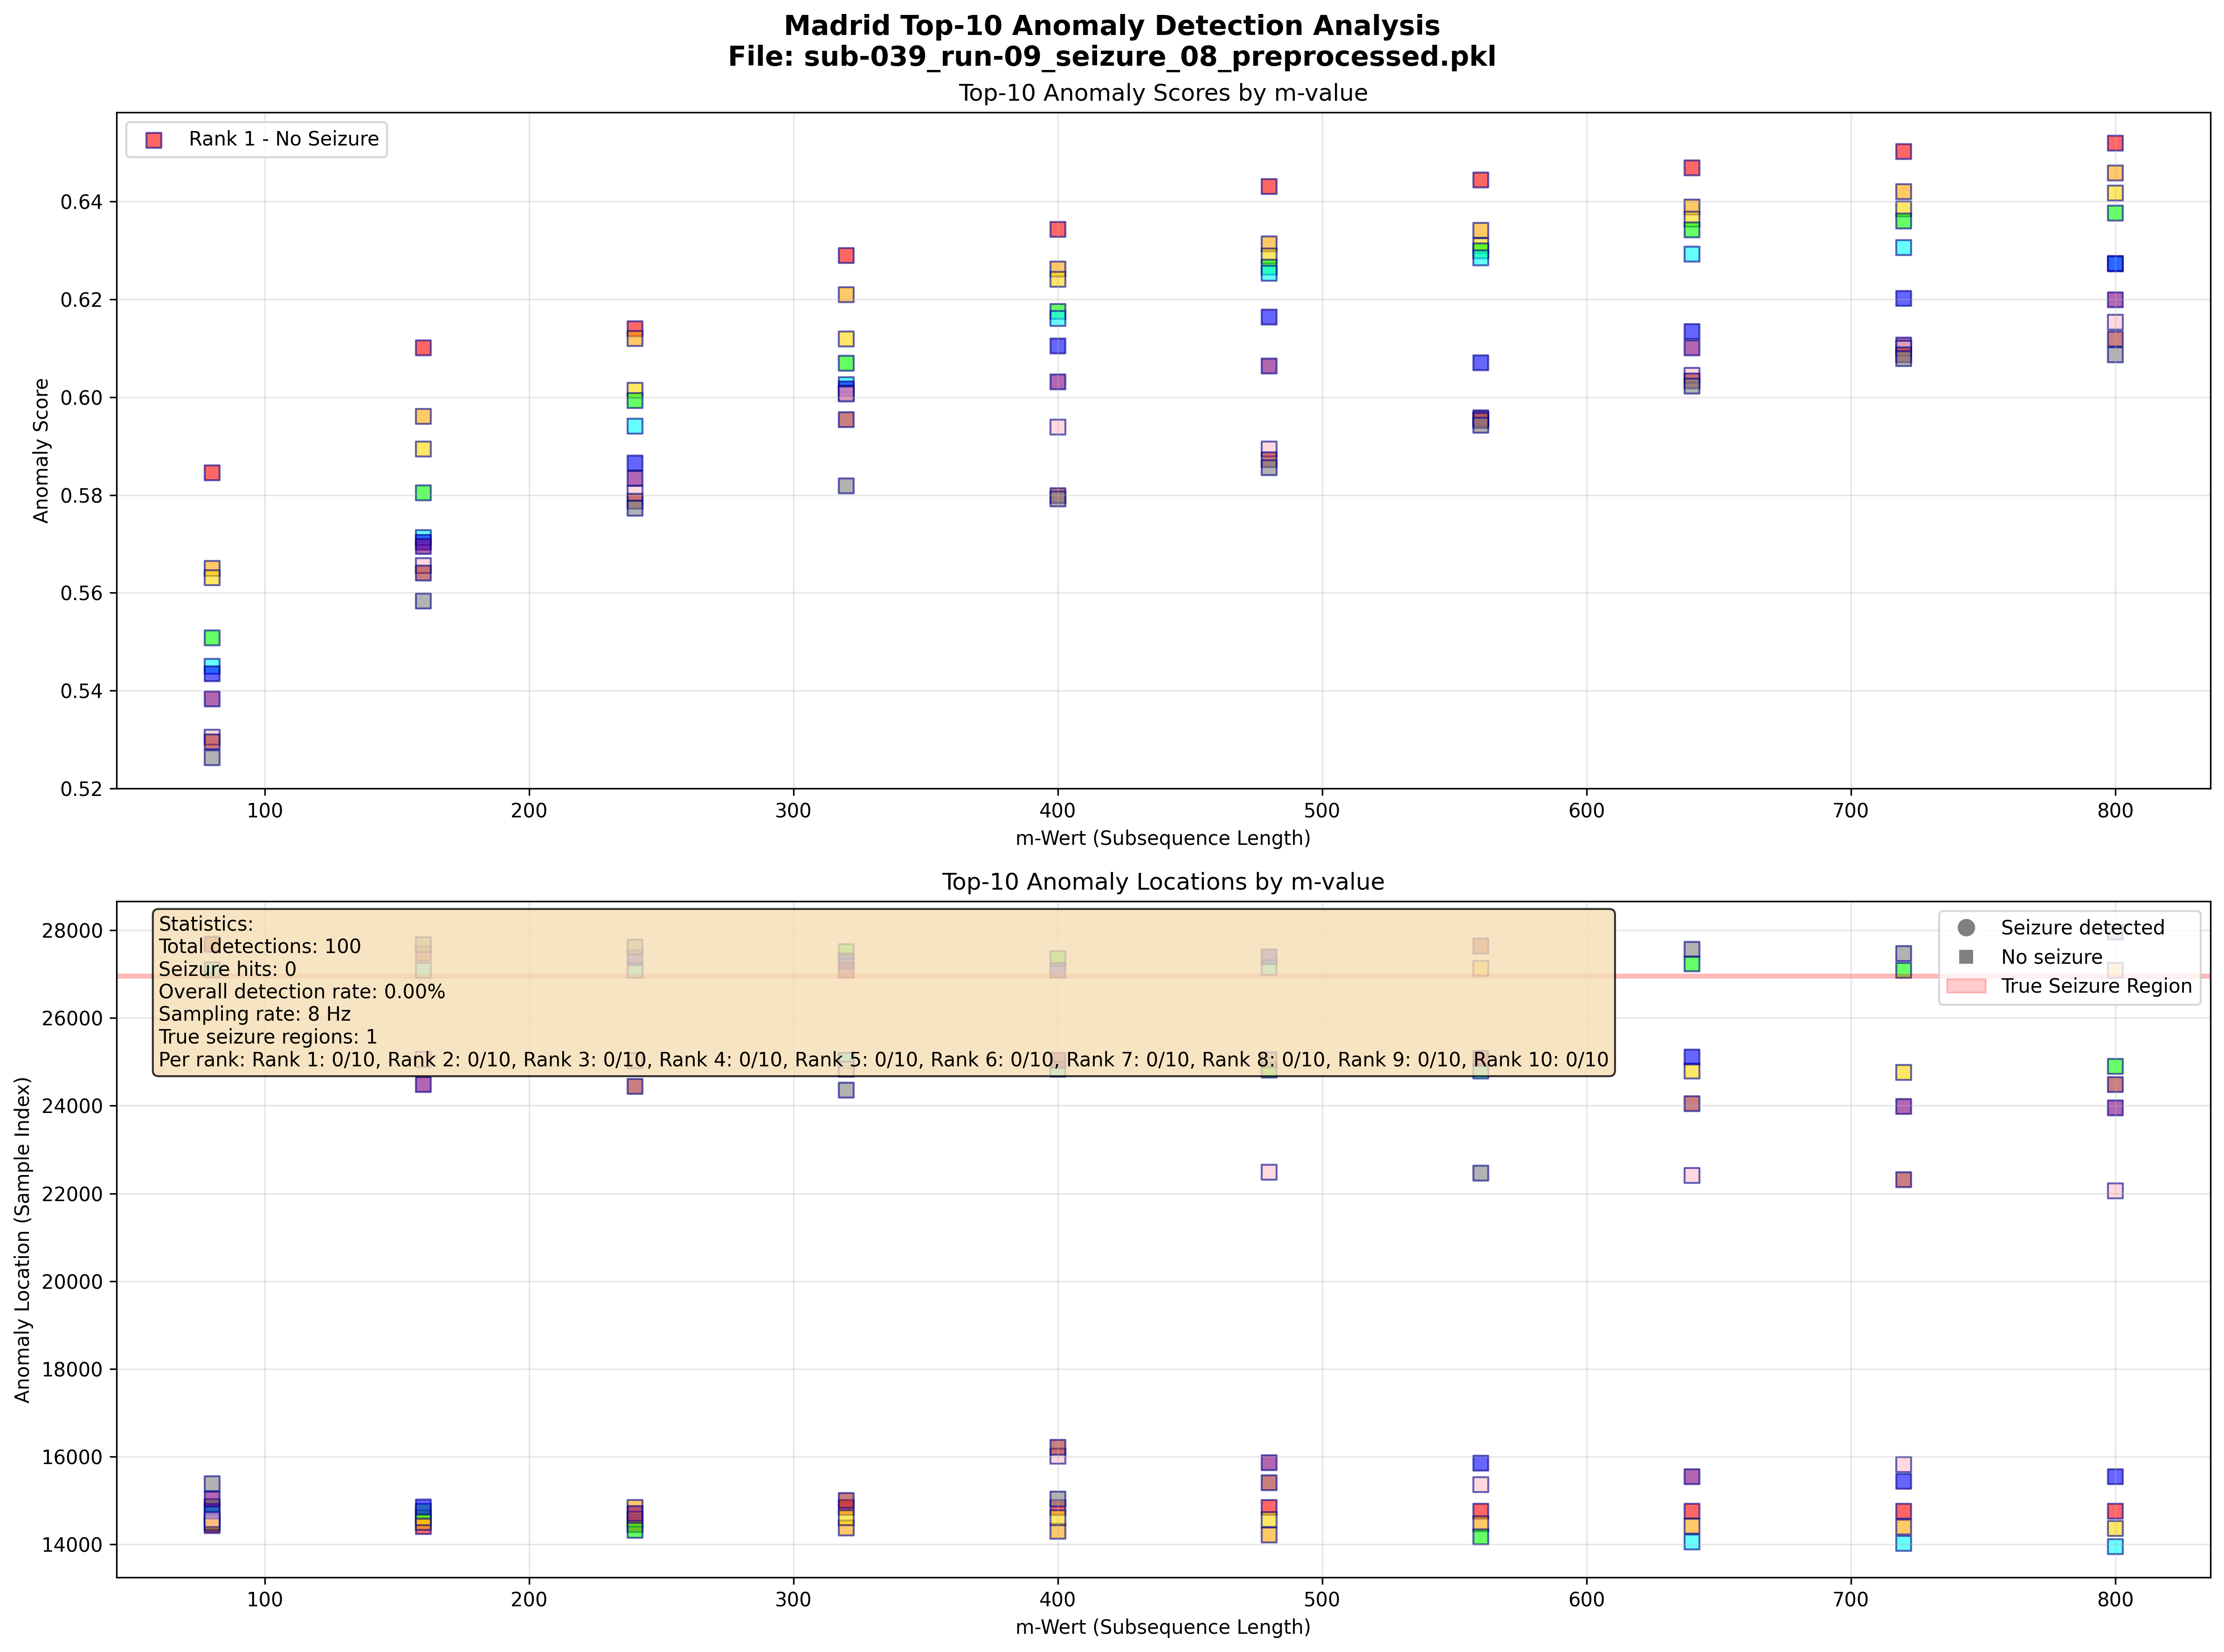 Madrid Top-10 Anomaly Detection Analysis
File: sub-039_run-09_seizure_08_preprocessed.pkl
Top-10 Anomaly Scores by m-value
Rank 1 - No Seizure
Anomaly Score
0.64
0.62
0.60
0.58
0.56
0.54
0.52
100 200 300 400 500 600 700 800
m-Wert (Subsequence Length)
Top-10 Anomaly Locations by m-value
Statistics:
Total detections: 100
Seizure hits: 0
Overall detection rate: 0.00%
Sampling rate: 8 Hz
True seizure regions: 1
Per rank: Rank 1: 0/10, Rank 2: 0/10, Rank 3: 0/10, Rank 4: 0/10, Rank 5: 0/10, Rank 6: 0/10, Rank 7: 0/10, Rank 8: 0/10, Rank 9: 0/10, Rank 10: 0/10
Seizure detected
No seizure
True Seizure Region
Anomaly Location (Sample Index)
28000
26000
24000
22000
20000
18000
16000
14000
100 200 300 400 500 600 700 800
m-Wert (Subsequence Length)